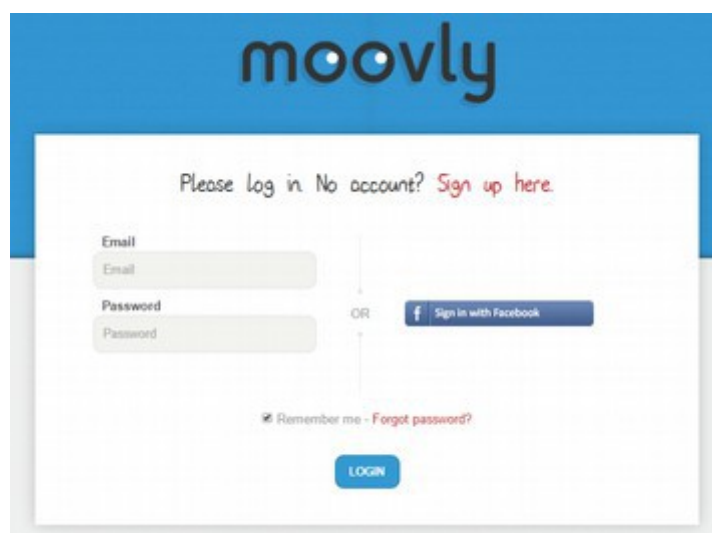 moovly
Please log in. No account? Sign up here.
Email
Email
Password
Password
OR
f Sign in with Facebook
Remember me - Forgot password?
LOGIN